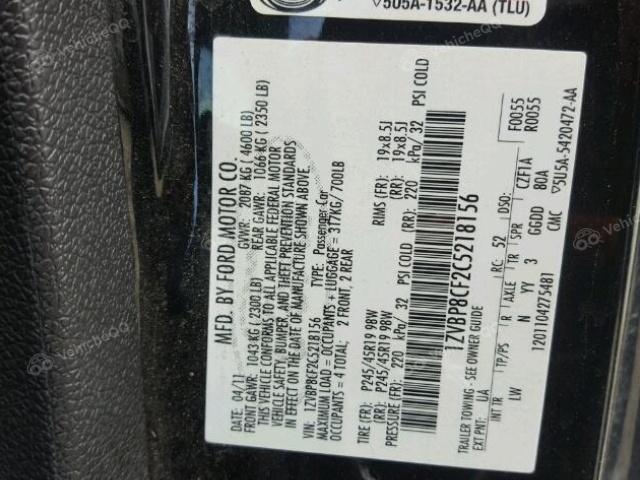 5U5A-1532-AA (TLU)
MFD. BY FORD MOTOR CO.
DATE: 04/11 GVWR: 2087 KG ( 4600 LB)
FRONT GAWR: 1043 KG ( 2300 LB) REAR GAWR: 1066 KG ( 2350 LB)
THIS VEHICLE CONFORMS TO ALL APPLICABLE FEDERAL MOTOR
VEHICLE SAFETY, BUMPER, AND THEFT PREVENTION STANDARDS
IN EFFECT ON THE DATE OF MANUFACTURE SHOWN ABOVE.
VIN: 1ZVBP8CF2C5218156 TYPE: Passenger Car
MAXIMUM LOAD = OCCUPANTS + LUGGAGE = 317KG/700LB
OCCUPANTS = 4 TOTAL: 2 FRONT, 2 REAR
TIRE (FR): P245/45R19 98W RIMS (FR): 19x8.5J
(RR): P245/45R19 98W (RR): 19x8.5J
PRESSURE (FR): 220 kPa/ 32 PSI COLD (RR): 220 kPa/ 32 PSI COLD
1ZVBP8CF2C5218156
TRAILER TOWING - SEE OWNER GUIDE
EXT PNT: UA RC: 52 DSO: F0055
R0055
INT TR TP/PS R AXLE TR SPR CZF1A
LW N YY 3 GGDD 80A
1201104275481 CMC 5U5A-5420472-AA
VehicheQQ